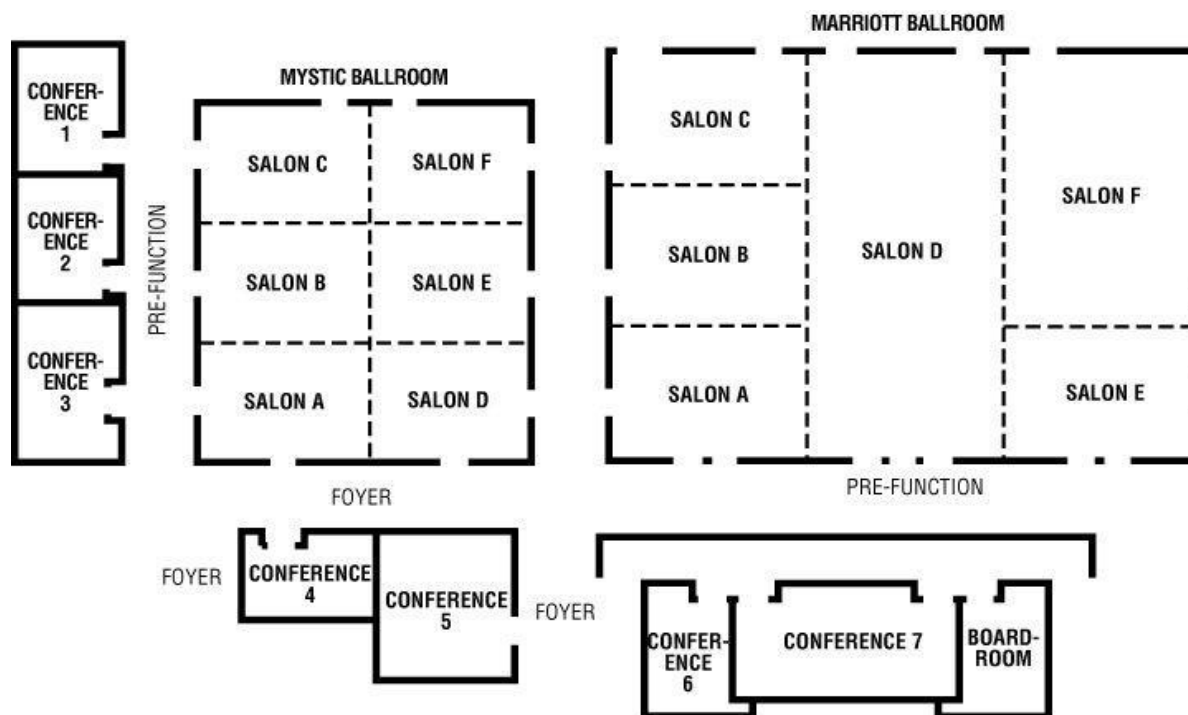 MARRIOTT BALLROOM
MYSTIC BALLROOM
CONFER-
ENCE
1
CONFER-
ENCE
2
CONFER-
ENCE
3
PRE-FUNCTION
SALON C
SALON F
SALON B
SALON E
SALON A
SALON D
SALON C
SALON B
SALON A
SALON D
SALON F
SALON E
FOYER
PRE-FUNCTION
FOYER
CONFERENCE
4
CONFERENCE
5
FOYER
CONFER-
ENCE
6
CONFERENCE 7
BOARD-
ROOM